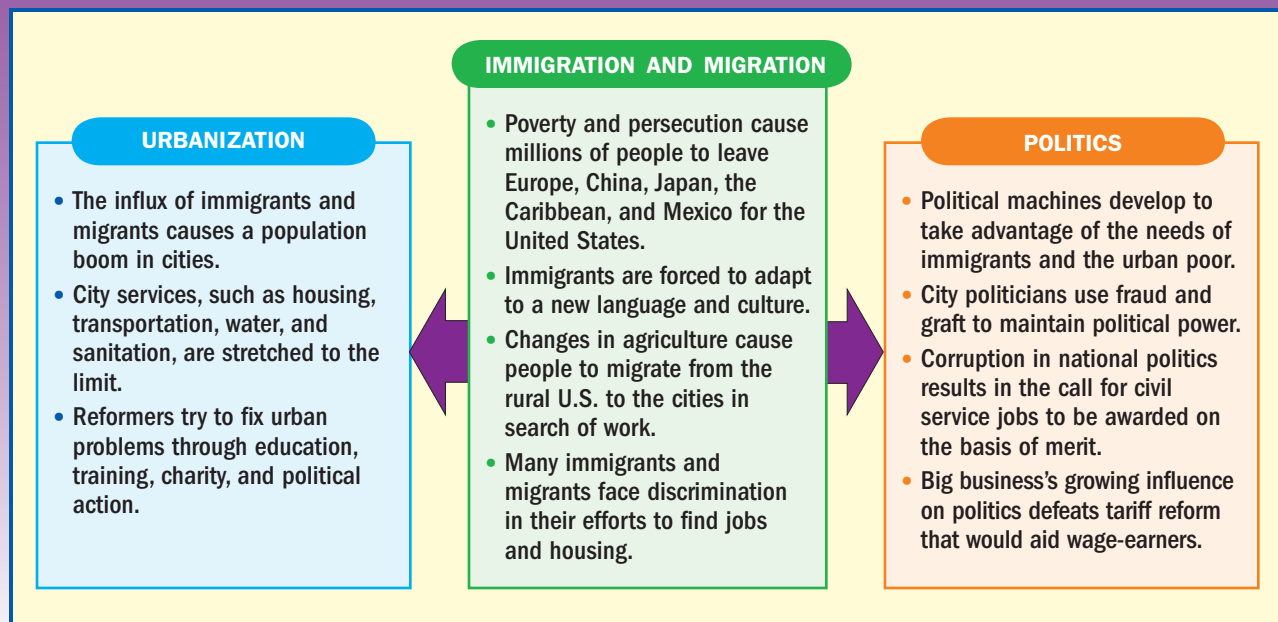 URBANIZATION
• The influx of immigrants and
migrants causes a population
boom in cities.
• City services, such as housing,
transportation, water, and
sanitation, are stretched to the
limit.
• Reformers try to fix urban
problems through education,
training, charity, and political
action.
IMMIGRATION AND MIGRATION
• Poverty and persecution cause
millions of people to leave
Europe, China, Japan, the
Caribbean, and Mexico for the
United States.
• Immigrants are forced to adapt
to a new language and culture.
• Changes in agriculture cause
people to migrate from the
rural U.S. to the cities in
search of work.
• Many immigrants and
migrants face discrimination
in their efforts to find jobs
and housing.
POLITICS
• Political machines develop to
take advantage of the needs of
immigrants and the urban poor.
• City politicians use fraud and
graft to maintain political power.
• Corruption in national politics
results in the call for civil
service jobs to be awarded on
the basis of merit.
• Big business's growing influence
on politics defeats tariff reform
that would aid wage-earners.